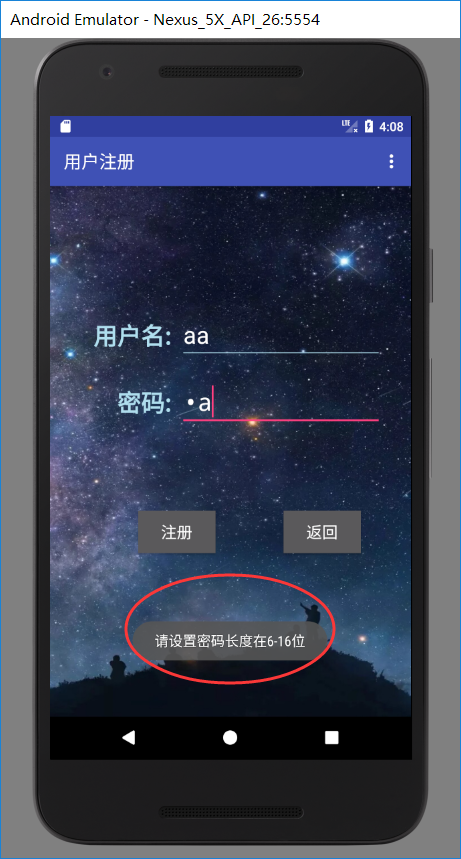 Android Emulator - Nexus_5X_API_26:5554
LTE 4:08
用户注册
用户名: aa
密码: •a
注册 返回
请设置密码长度在6-16位